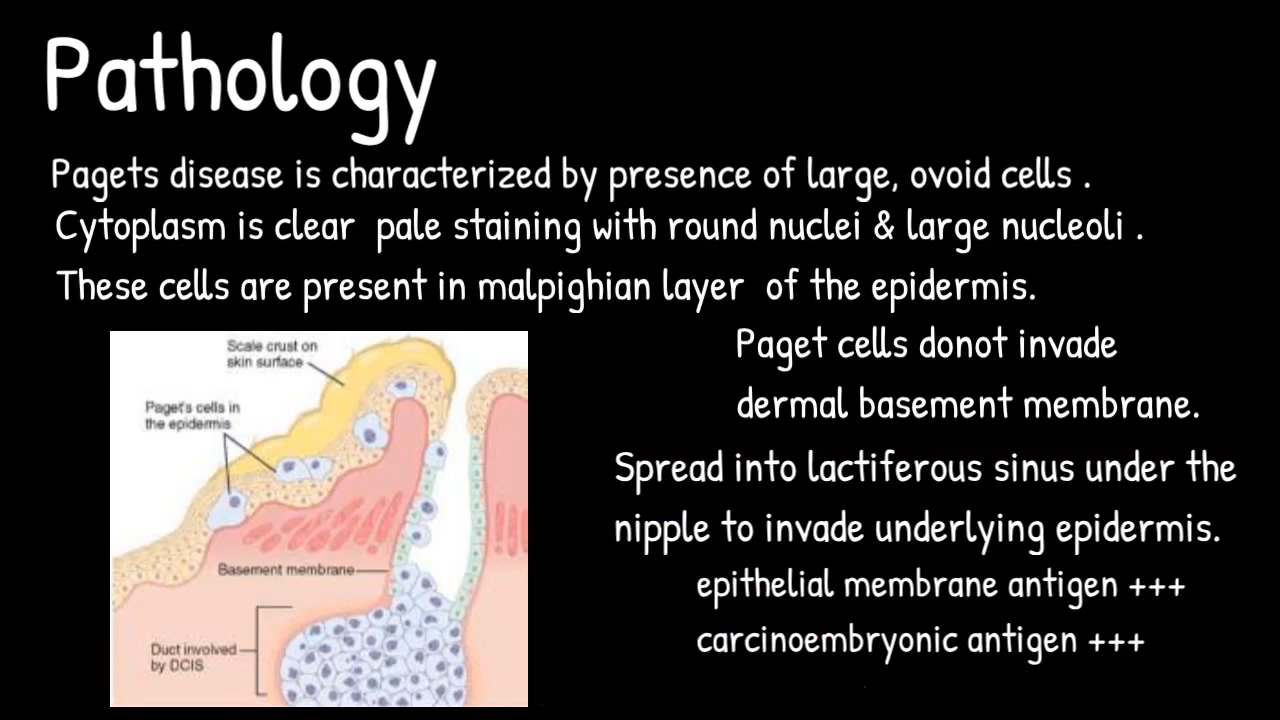 Pathology
Pagets disease is characterized by presence of large, ovoid cells .
Cytoplasm is clear pale staining with round nuclei & large nucleoli .
These cells are present in malpighian layer of the epidermis.
Scale crust on
skin surface
Paget's cells in
the epidermis
Basement membrane
Duct involved
by DCIS
Paget cells donot invade
dermal basement membrane.
Spread into lactiferous sinus under the
nipple to invade underlying epidermis.
epithelial membrane antigen +++
carcinoembryonic antigen +++